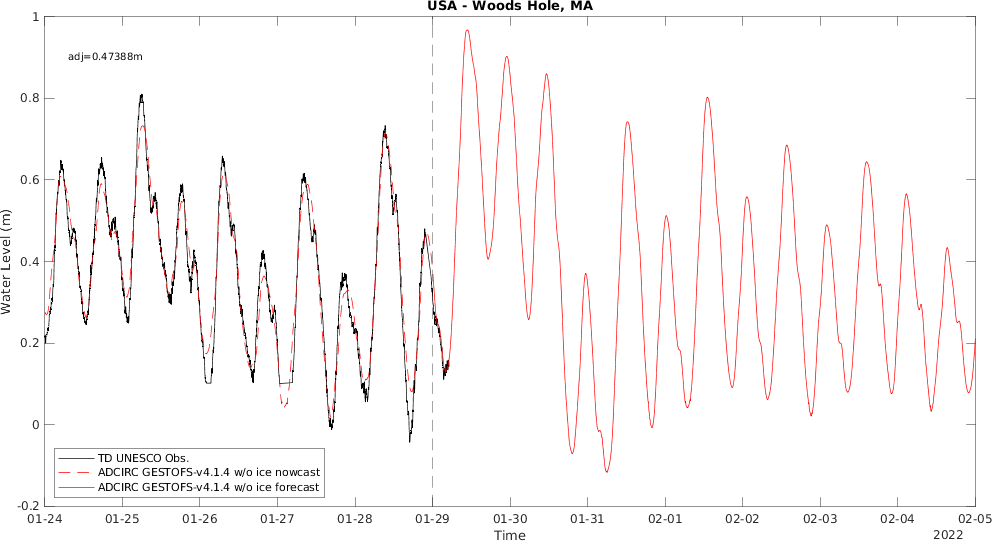 USA - Woods Hole, MA
adj=0.47388m
Water Level (m)
1
0.8
0.6
0.4
0.2
0
-0.2
TD UNESCO Obs.
ADCIRC GESTOFS-v4.1.4 w/o ice nowcast
ADCIRC GESTOFS-v4.1.4 w/o ice forecast
01-24 01-25 01-26 01-27 01-28 01-29 01-30 01-31 02-01 02-02 02-03 02-04 02-05
Time
2022